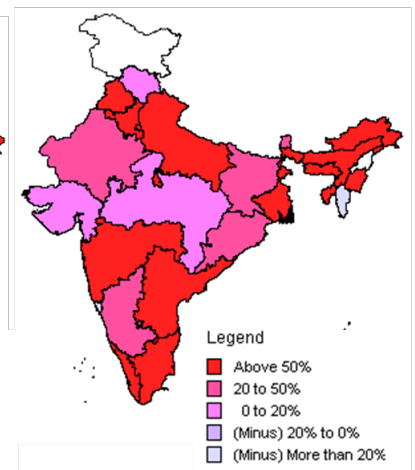 Legend
Above 50%
20 to 50%
0 to 20%
(Minus) 20% to 0%
(Minus) More than 20%